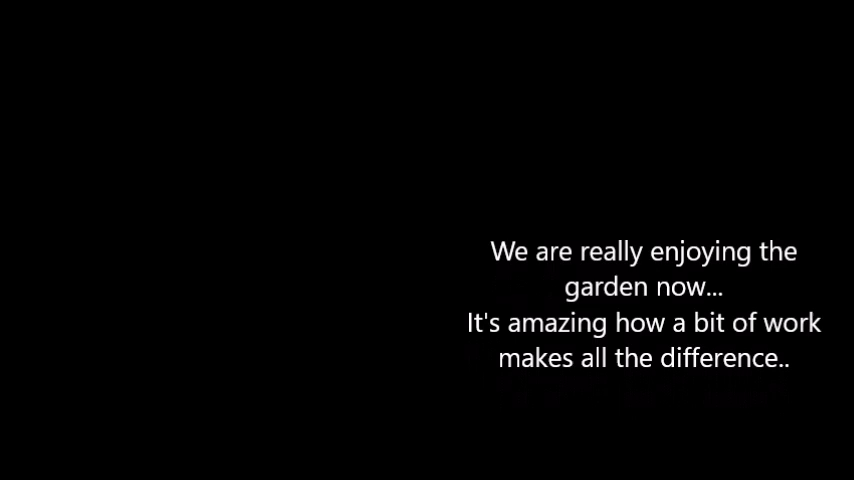 We are really enjoying the
garden now...
It's amazing how a bit of work
makes all the difference..